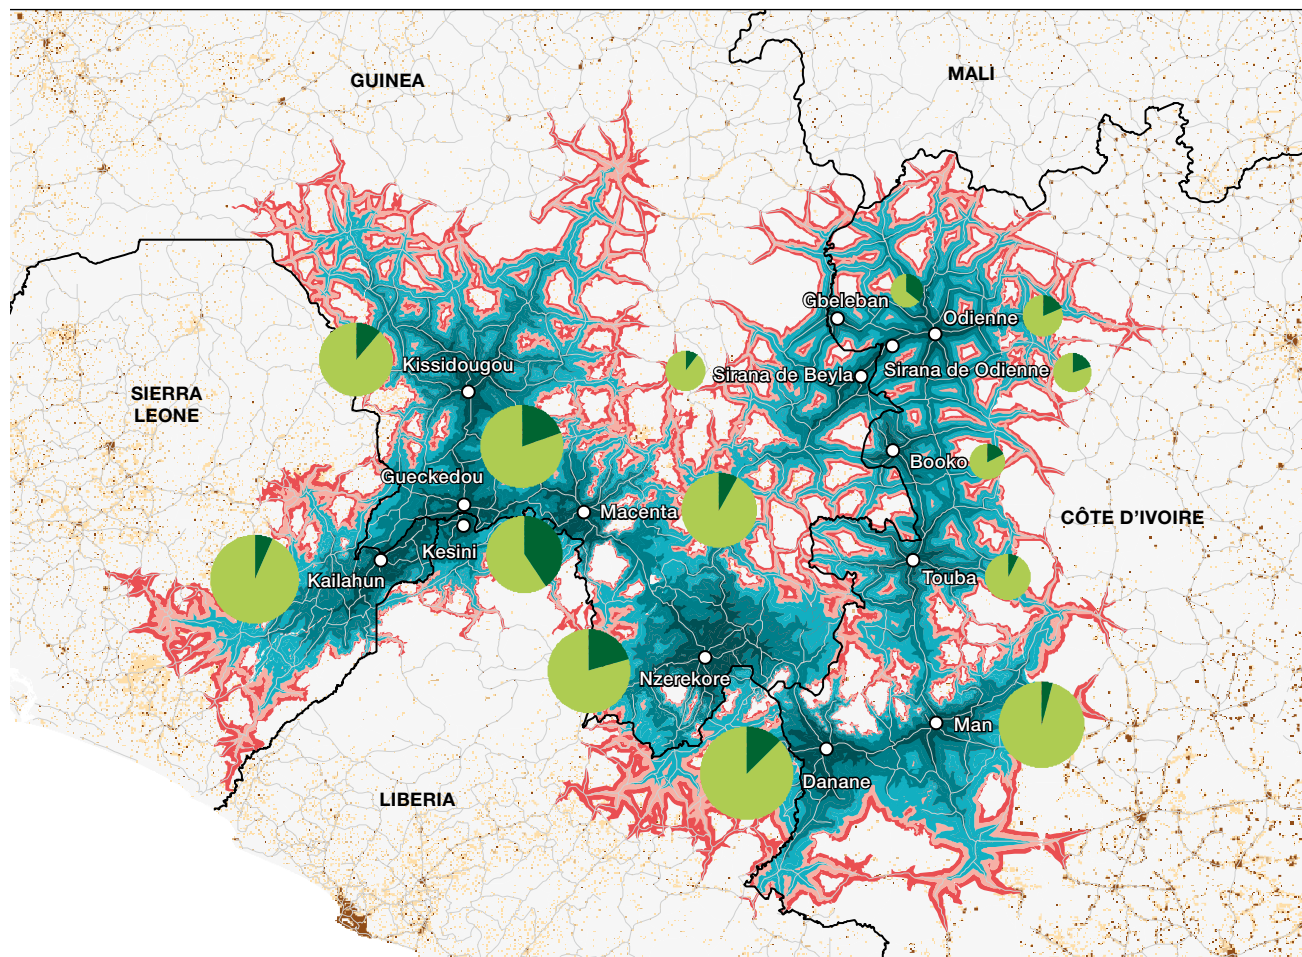 MALI
GUINEA
Gbeleban
Odienne
Kissidougou
Sirana de Beyla
Sirana de Odienne
SIERRA
LEONE
Booko
Gueckedou
Macenta
CÔTE D'IVOIRE
Kesini
Kailahun
Touba
Nzerekore
Man
Danane
LIBERIA